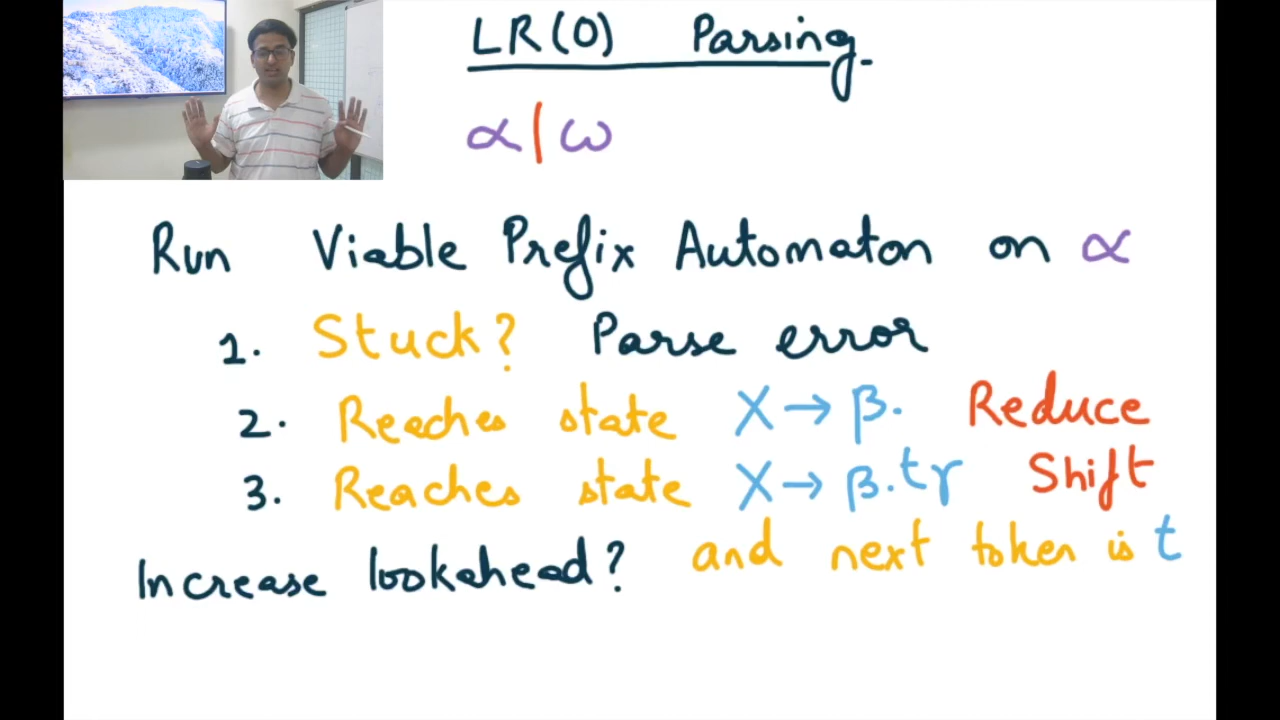 LR(0) Parsing
α|ω
Run Viable Prefix Automaton on α
1. Stuck? Parse error
2. Reaches state X → β. Reduce
3. Reaches state X → β.tγ Shift
and next token is t
Increase lookahead?